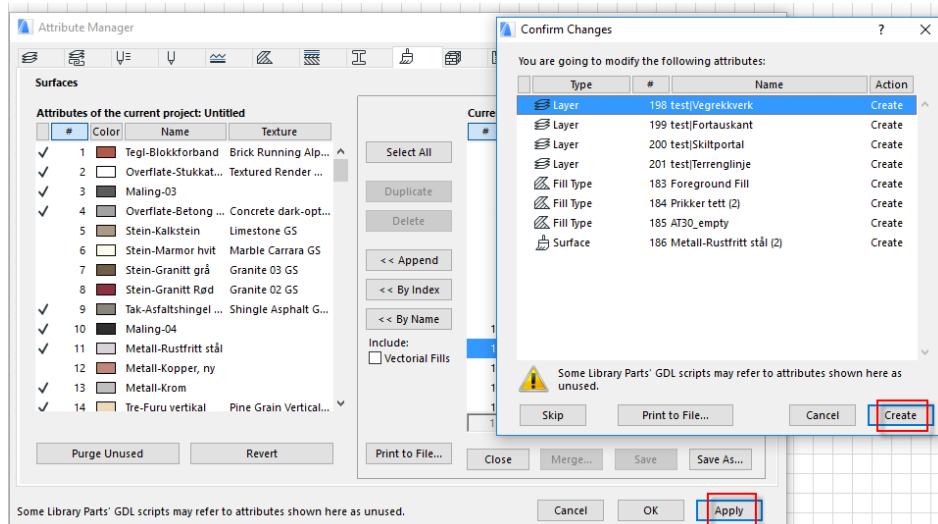 Attribute Manager
Surfaces
Attributes of the current project: Untitled
# Color Name Texture
1 Tegl-Blokkforband Brick Running Alp...
2 Overflate-Stukkat... Textured Render ...
3 Maling-03
4 Overflate-Betong ... Concrete dark-opt...
5 Stein-Kalkstein Limestone GS
6 Stein-Marmor hvit Marble Carrara GS
7 Stein-Granitt grå Granite 03 GS
8 Stein-Granitt Rød Granite 02 GS
9 Tak-Asfaltshingel ... Shingle Asphalt G...
10 Maling-04
11 Metall-Rustfritt stål
12 Metall-Kopper, ny
13 Metall-Krom
14 Tre-Furu vertikal Pine Grain Vertical...
Purge Unused Revert
Select All
Duplicate
Delete
<< Append
<< By Index
<< By Name
Include:
Vectorial Fills
Print to File...
Curre
#
Close Merge... Save Save As...
Some Library Parts' GDL scripts may refer to attributes shown here as unused.
Cancel OK Apply
Confirm Changes ?
You are going to modify the following attributes:
Type # Name Action
Layer 198 test|Vegrekkverk Create
Layer 199 test|Fortauskant Create
Layer 200 test|Skiltportal Create
Layer 201 test|Terrenglinje Create
Fill Type 183 Foreground Fill Create
Fill Type 184 Prikker tett (2) Create
Fill Type 185 AT30_empty Create
Surface 186 Metall-Rustfritt stål (2) Create
Some Library Parts' GDL scripts may refer to attributes shown here as
unused.
Skip Print to File... Cancel Create